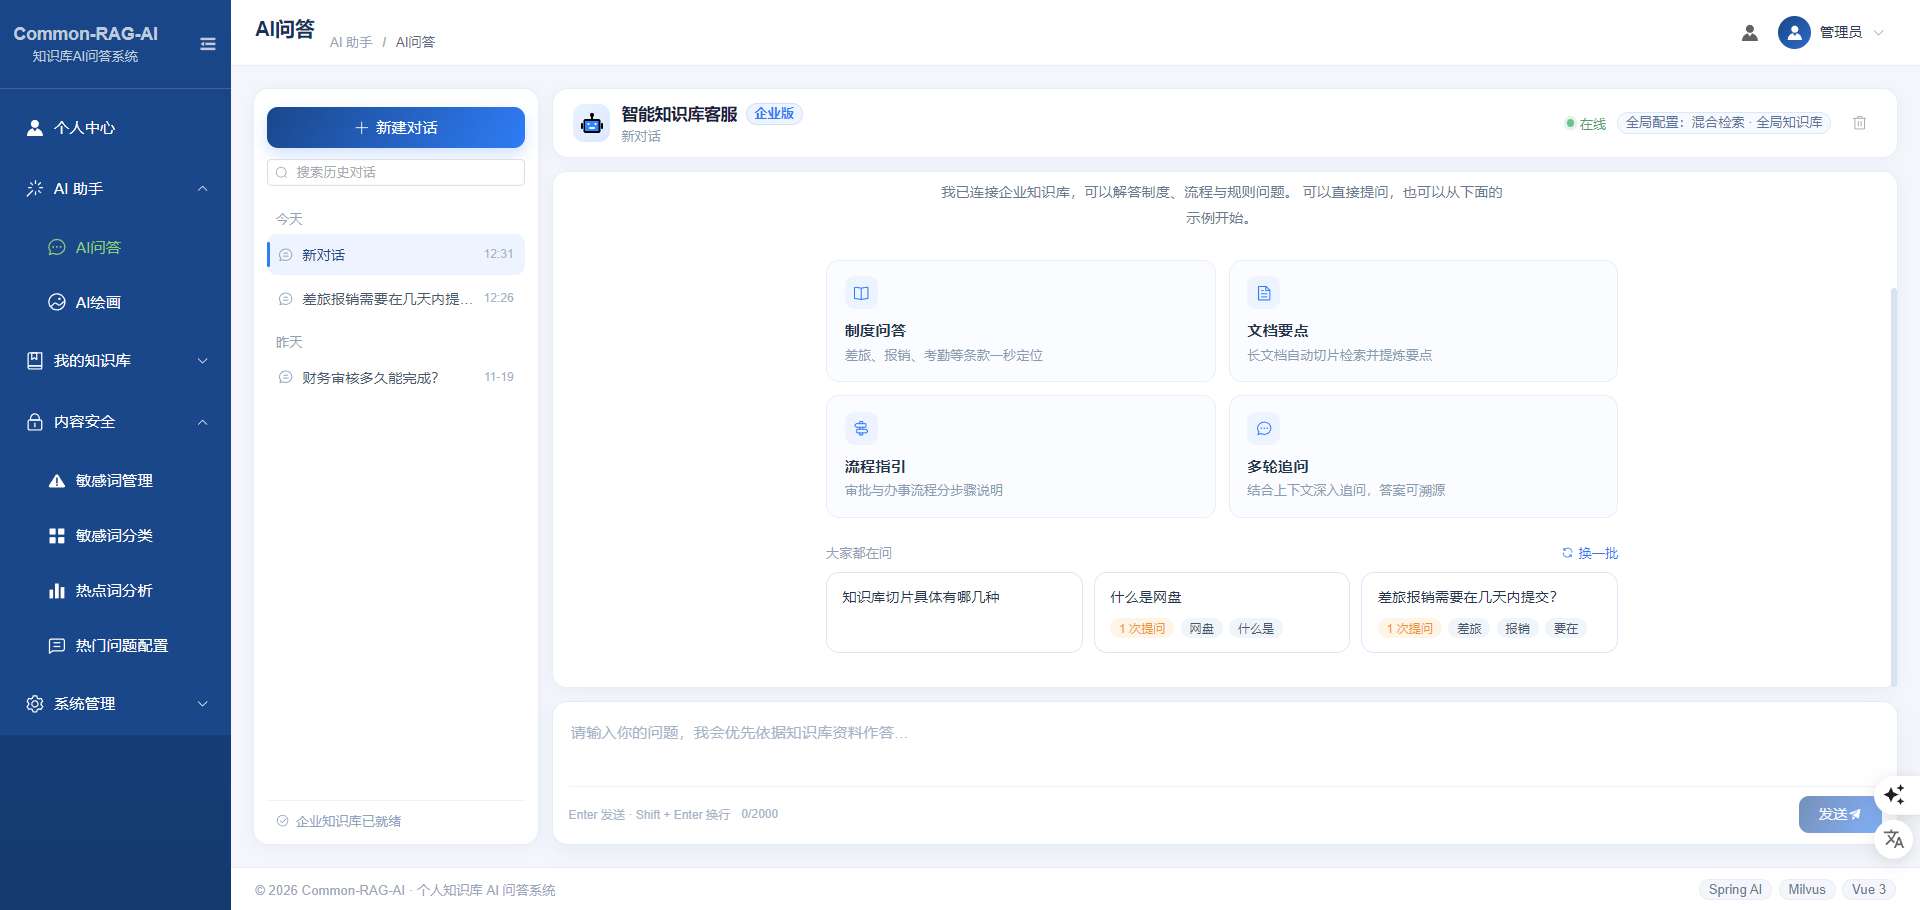 Common-RAG-AI
知识库AI问答系统
个人中心
AI 助手
AI问答
AI绘画
我的知识库
内容安全
敏感词管理
敏感词分类
热点词分析
热门问题配置
系统管理
AI问答
AI 助手 / AI问答
管理员
新建对话
搜索历史对话
今天
新对话 12:31
差旅报销需要在几天内提... 12:26
昨天
财务审核多久能完成? 11-19
企业知识库已就绪
智能知识库客服 企业版
新对话
在线 全局配置：混合检索 · 全局知识库
我已连接企业知识库，可以解答制度、流程与规则问题。 可以直接提问，也可以从下面的
示例开始。
制度问答
差旅、报销、考勤等条款一秒定位
文档要点
长文档自动切片检索并提炼要点
流程指引
审批与办事流程分步骤说明
多轮追问
结合上下文深入追问，答案可溯源
大家都在问 换一批
知识库切片具体有哪几种
什么是网盘
1 次提问 网盘 什么是
差旅报销需要在几天内提交?
1 次提问 差旅 报销 要在
请输入你的问题，我会优先依据知识库资料作答...
Enter 发送 · Shift + Enter 换行 0/2000
发送
© 2026 Common-RAG-AI · 个人知识库 AI 问答系统
Spring AI Milvus Vue 3